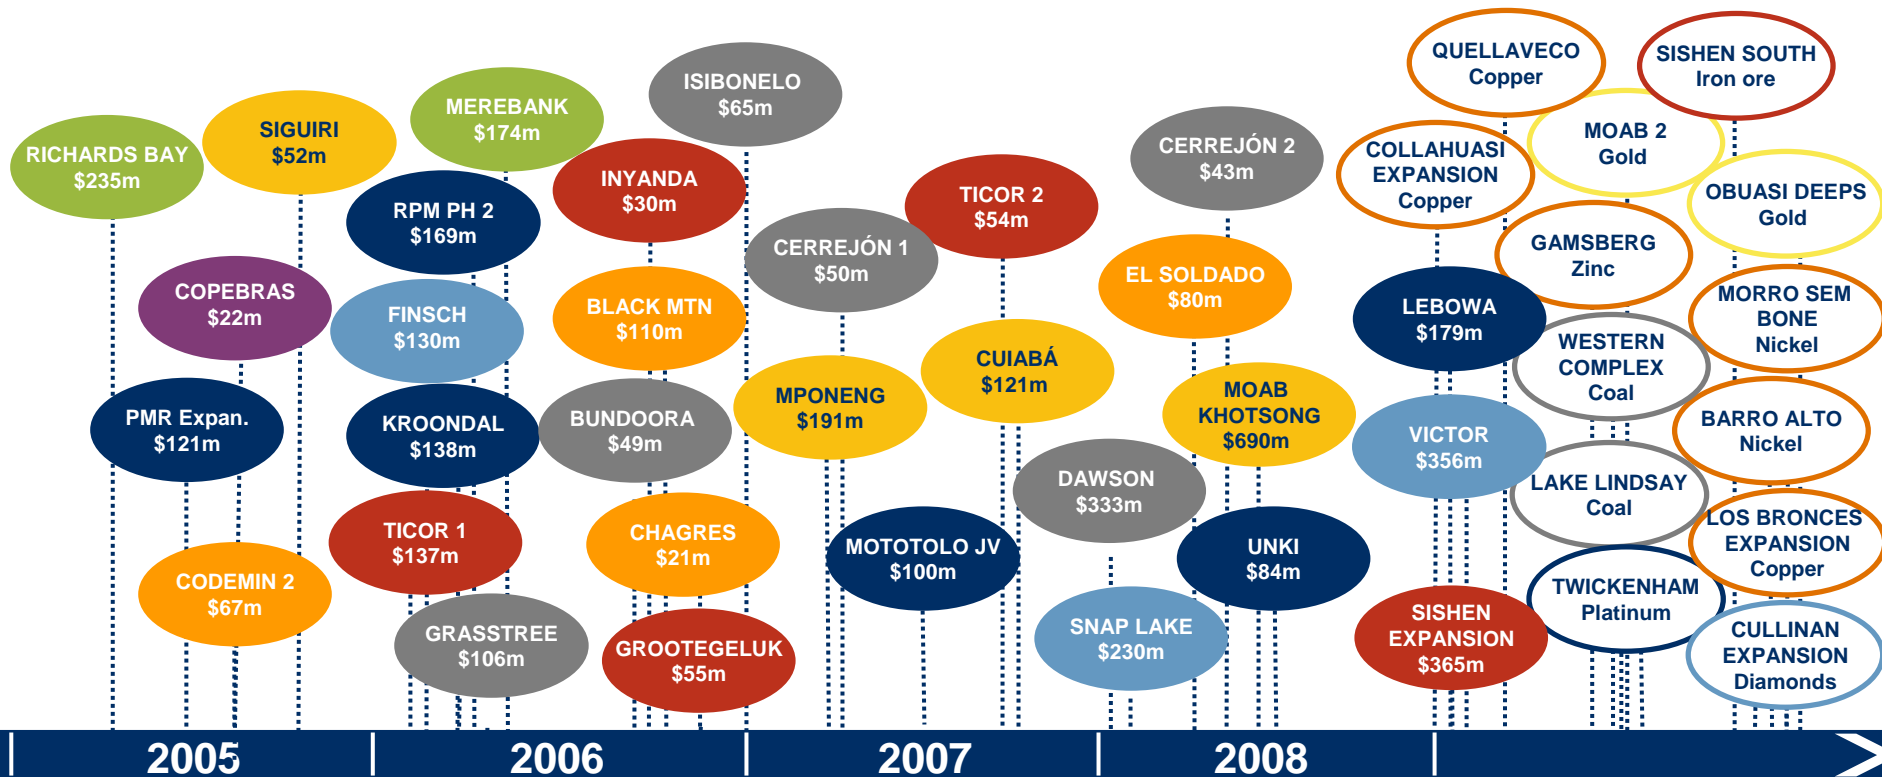 RICHARDS BAY
$235m
SIGUIRI
$52m
COPEBRAS
$22m
PMR Expan.
$121m
CODEMIN 2
$67m
MEREBANK
$174m
RPM PH 2
$169m
FINSCH
$130m
KROONDAL
$138m
TICOR 1
$137m
GRASSTREE
$106m
ISIBONELO
$65m
INYANDA
$30m
BLACK MTN
$110m
BUNDOORA
$49m
CHAGRES
$21m
GROOTEGELUK
$55m
CERREJÓN 1
$50m
MPONENG
$191m
MOTOTOLO JV
$100m
TICOR 2
$54m
CUIABÁ
$121m
DAWSON
$333m
SNAP LAKE
$230m
CERREJÓN 2
$43m
EL SOLDADO
$80m
MOAB
KHOTSONG
$690m
UNKI
$84m
QUELLAVECO
Copper
COLLAHUASI
EXPANSION
Copper
LEBOWA
$179m
VICTOR
$356m
SISHEN
EXPANSION
$365m
MOAB 2
Gold
GAMSBERG
Zinc
WESTERN
COMPLEX
Coal
LAKE LINDSAY
Coal
TWICKENHAM
Platinum
SISHEN SOUTH
Iron ore
OBUASI DEEPS
Gold
MORRO SEM
BONE
Nickel
BARRO ALTO
Nickel
LOS BRONCES
EXPANSION
Copper
CULLINAN
EXPANSION
Diamonds
2005
2006
2007
2008